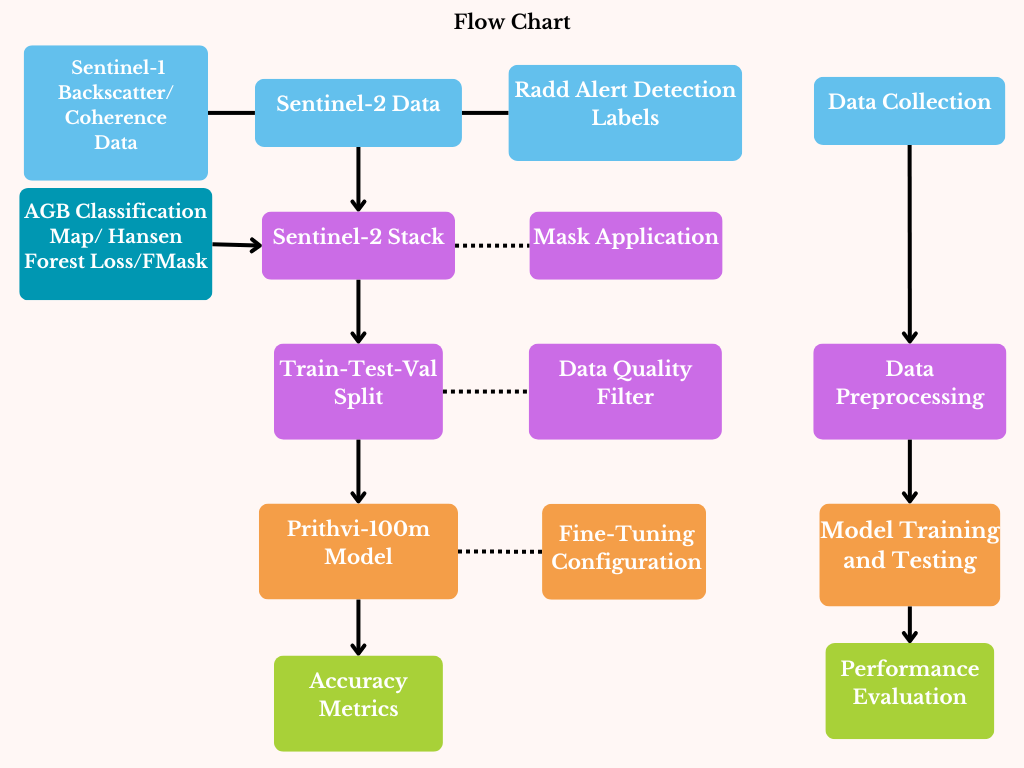 Flow Chart
Sentinel-1
Backscatter/
Coherence
Data
Sentinel-2 Data
Radd Alert Detection
Labels
Data Collection
AGB Classification
Map/ Hansen
Forest Loss/FMask
Sentinel-2 Stack
Mask Application
Train-Test-Val
Split
Data Quality
Filter
Data
Preprocessing
Prithvi-100m
Model
Fine-Tuning
Configuration
Model Training
and Testing
Accuracy
Metrics
Performance
Evaluation